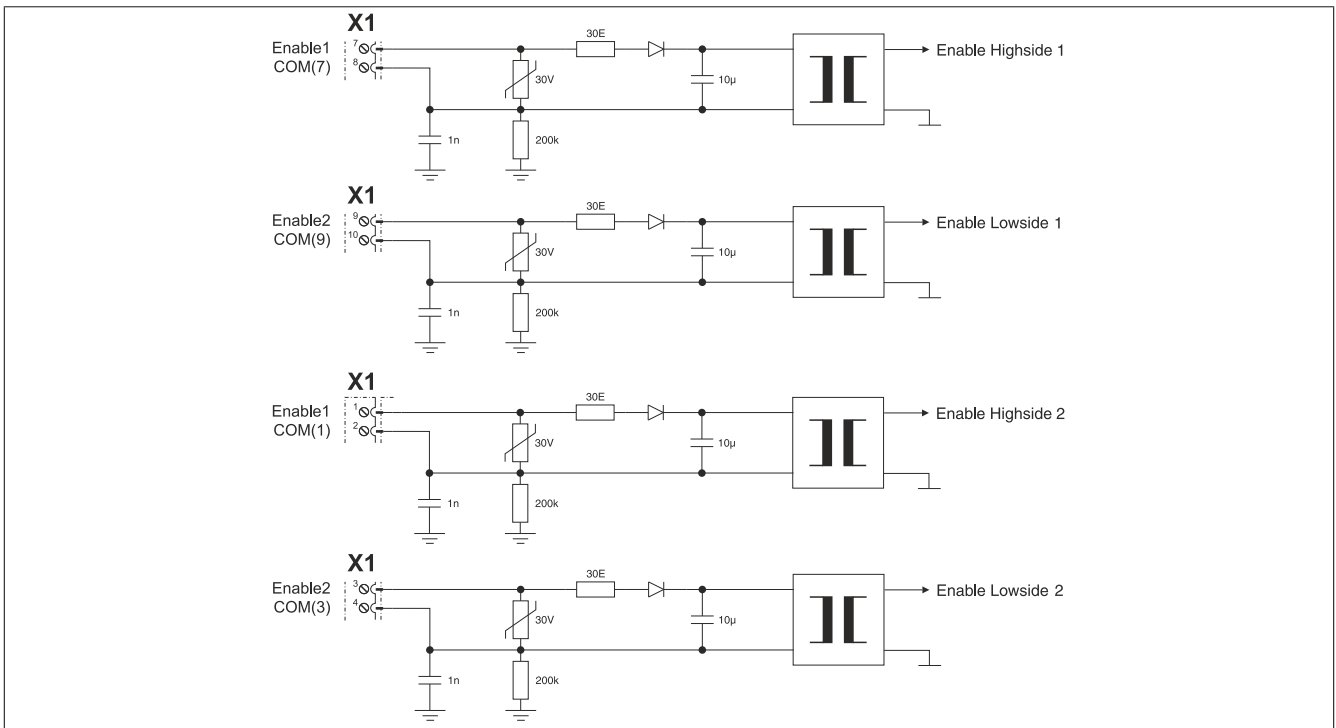 X1
30E
Enable1
7
Enable Highside 1
COM(7)
8
30V
10µ
1n
200k
X1
30E
Enable2
9
Enable Lowside 1
COM(9)
10
30V
10µ
1n
200k
X1
30E
Enable1
1
Enable Highside 2
COM(1)
2
30V
10µ
1n
200k
X1
30E
Enable2
3
Enable Lowside 2
COM(3)
4
30V
10µ
1n
200k